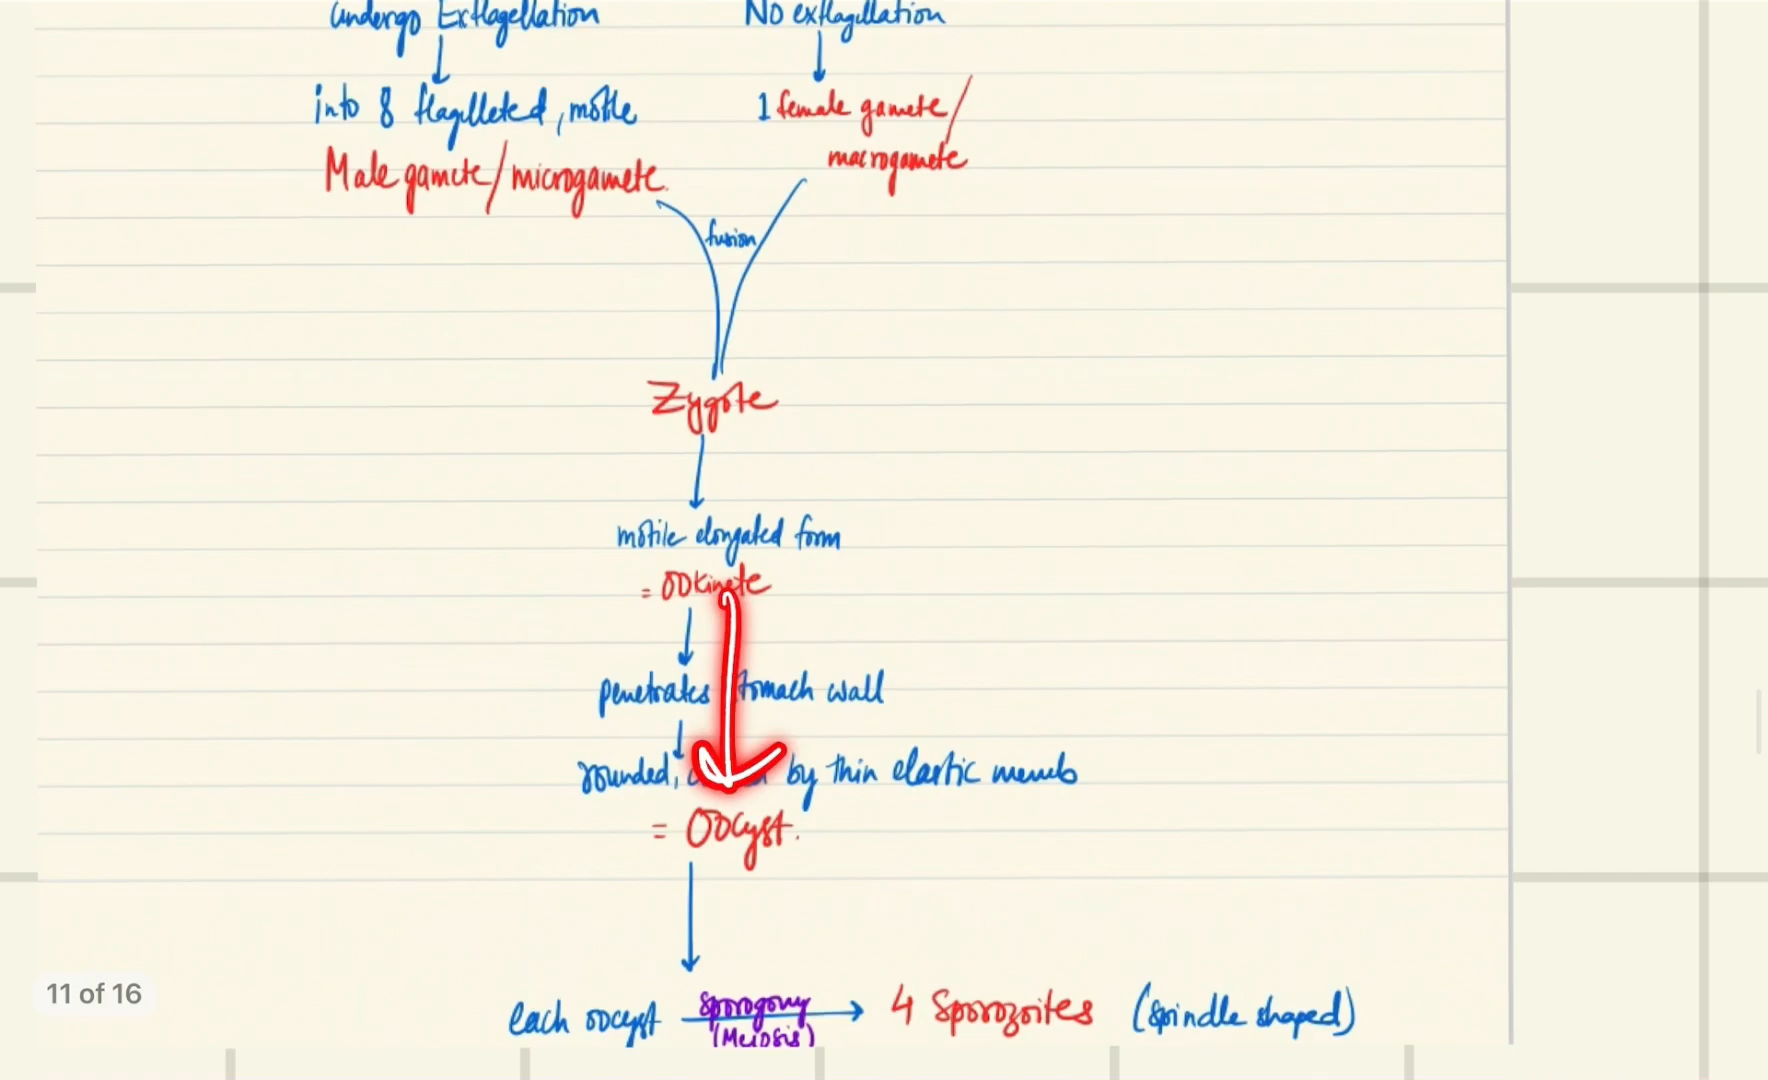 undergo Exflagellation
No exflagellation
into 8 flagelleted, motile
1 female gamete/
Male gamete/microgamete.
macrogamete
fusion
Zygote
motile elongated form
= OOkinete
penetrates tomach wall
rounded, by thin elastic memb
= OOcyst.
11 of 16
each oocyst sporogony 4 Sporozoites (spindle shaped)
(Meiosis)